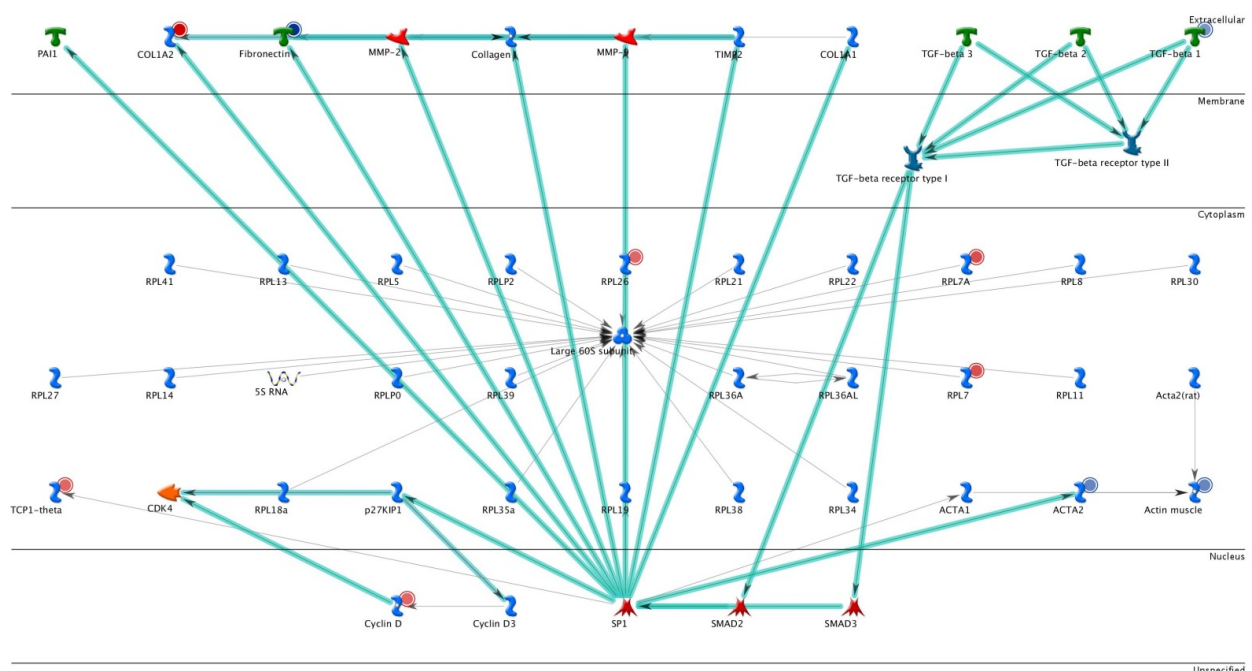 Extracellular
PAI1
COL1A2
Fibronectin
MMP-2
Collagen I
MMP-9
TIMP2
COL1A1
TGF-beta 3
TGF-beta 2
TGF-beta 1
Membrane
TGF-beta receptor type II
TGF-beta receptor type I
Cytoplasm
RPL41
RPL13
RPL5
RPLP2
RPL26
RPL21
RPL22
RPL7A
RPL8
RPL30
Large 60S subunit
RPL27
RPL14
5S RNA
RPLP0
RPL39
RPL36A
RPL36AL
RPL7
RPL11
Acta2(rat)
TCP1-theta
CDK4
RPL18a
p27KIP1
RPL35a
RPL19
RPL38
RPL34
ACTA1
ACTA2
Actin muscle
Nucleus
Cyclin D
Cyclin D3
SP1
SMAD2
SMAD3
Unspecified